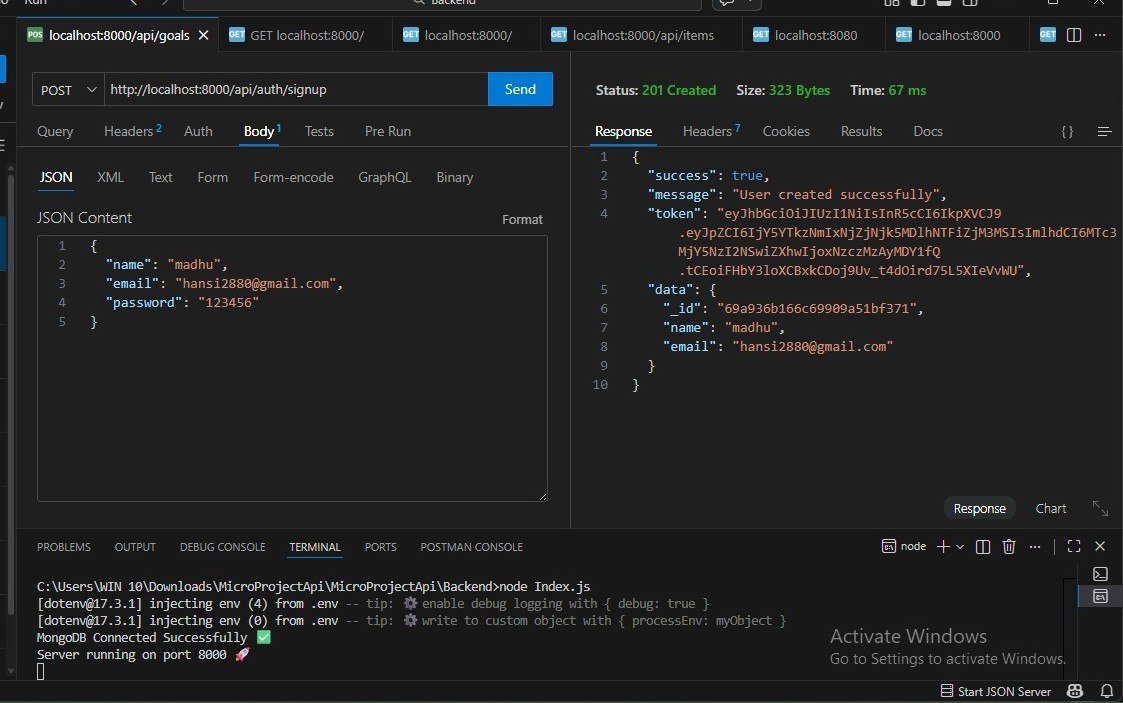 Run
Backend
POS localhost:8000/api/goals
GET GET localhost:8000/
GET localhost:8000/
GET localhost:8000/api/items
GET localhost:8080
GET localhost:8000
GET
POST http://localhost:8000/api/auth/signup Send
Query Headers 2 Auth Body 1 Tests Pre Run
JSON XML Text Form Form-encode GraphQL Binary
JSON Content Format
1 {
2 "name": "madhu",
3 "email": "hansi2880@gmail.com",
4 "password": "123456"
5 }
Status: 201 Created Size: 323 Bytes Time: 67 ms
Response Headers 7 Cookies Results Docs {}
1 {
2 "success": true,
3 "message": "User created successfully",
4 "token": "eyJhbGciOiJIUzI1NiIsInR5cCI6IkpXVCJ9
.eyJpZCI6IjY5YTkzNmIxNjZjNjk5MDlhNTFiZjM3MSIsImlhdCI6MTc3
MjY5NzI2NSwiZXhwIjoxNzczMzAyMDY1fQ
.tCEoiFHbY3loXCBxkCDoj9Uv_t4dOird75L5XIeVvWU",
5 "data": {
6 "_id": "69a936b166c69909a51bf371",
7 "name": "madhu",
8 "email": "hansi2880@gmail.com"
9 }
10 }
Response Chart
PROBLEMS OUTPUT DEBUG CONSOLE TERMINAL PORTS POSTMAN CONSOLE
node
C:\Users\WIN 10\Downloads\MicroProjectApi\MicroProjectApi\Backend>node Index.js
[dotenv@17.3.1] injecting env (4) from .env -- tip: ⚙️ enable debug logging with { debug: true }
[dotenv@17.3.1] injecting env (0) from .env -- tip: ⚙️ write to custom object with { processEnv: myObject }
MongoDB Connected Successfully ✅
Server running on port 8000 🚀
Activate Windows
Go to Settings to activate Windows.
Start JSON Server